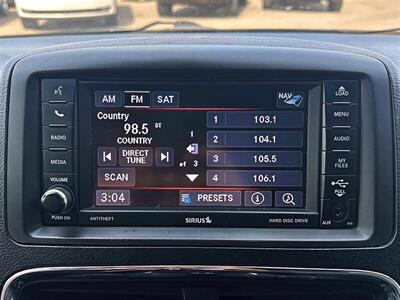 AM FM SAT NAV LOAD
Country
98.5 ST
COUNTRY
DIRECT
TUNE
SCAN
3:04
1
of 3
1 103.1
2 104.1
3 105.5
4 106.1
PRESETS
RADIO
MEDIA
VOLUME
PUSH
MENU
AUDIO
MY
FILES
PULL
AUX
ANTITHEFT
SIRIUS
HARD DISC DRIVE